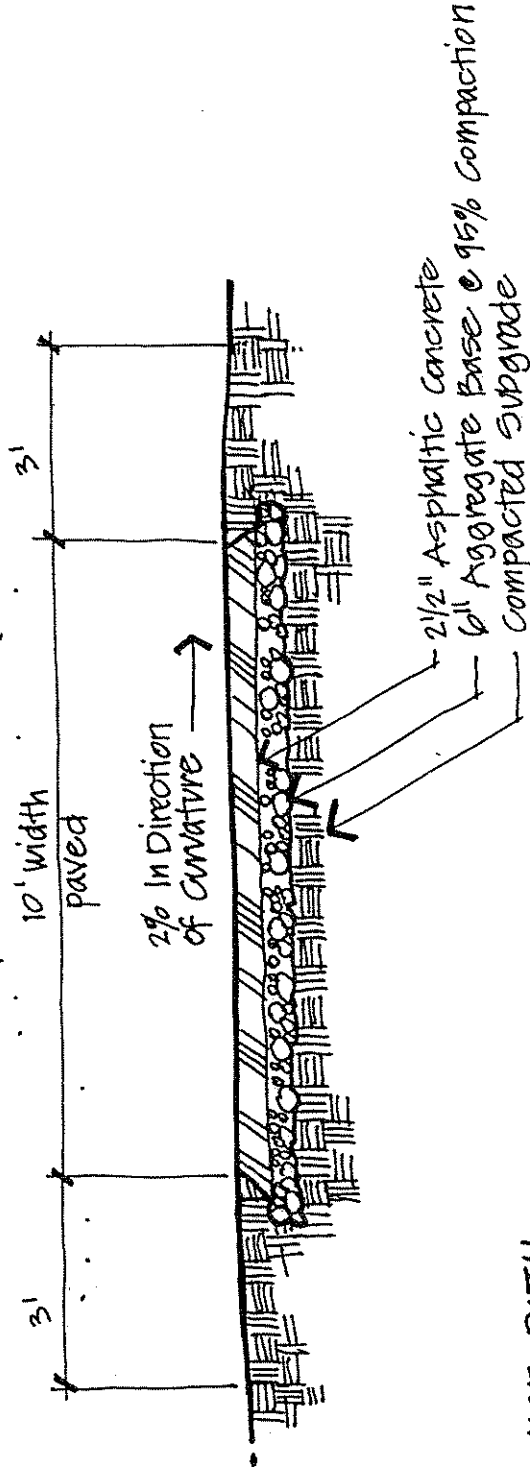 3'
10' width
paved
3'
2% In Direction
of Curvature
2 1/2" Asphaltic Concrete
6" Aggregate Base @ 95% Compaction
Compacted Subgrade
PATH